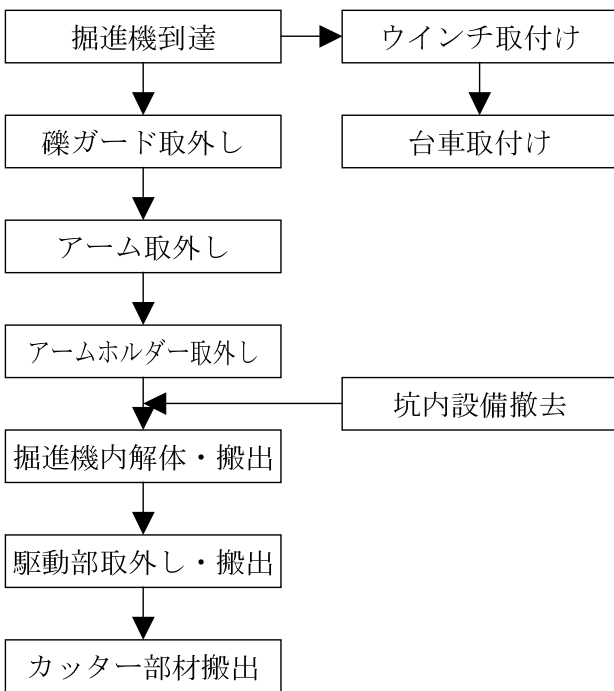 掘進機到達
ウインチ取付け
礫ガード取外し
台車取付け
アーム取外し
アームホルダー取外し
坑内設備撤去
掘進機内解体・搬出
駆動部取外し・搬出
カッター部材搬出